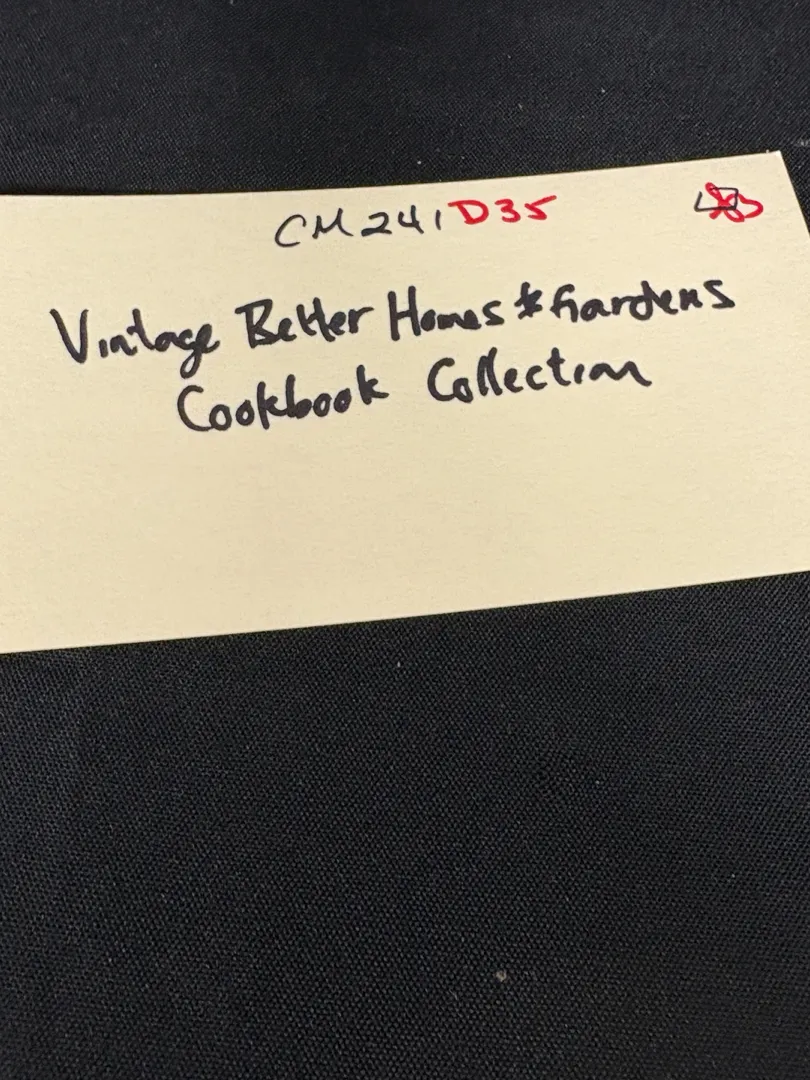 CM241D35
Vintage Better Homes & Gardens
Cookbook Collection